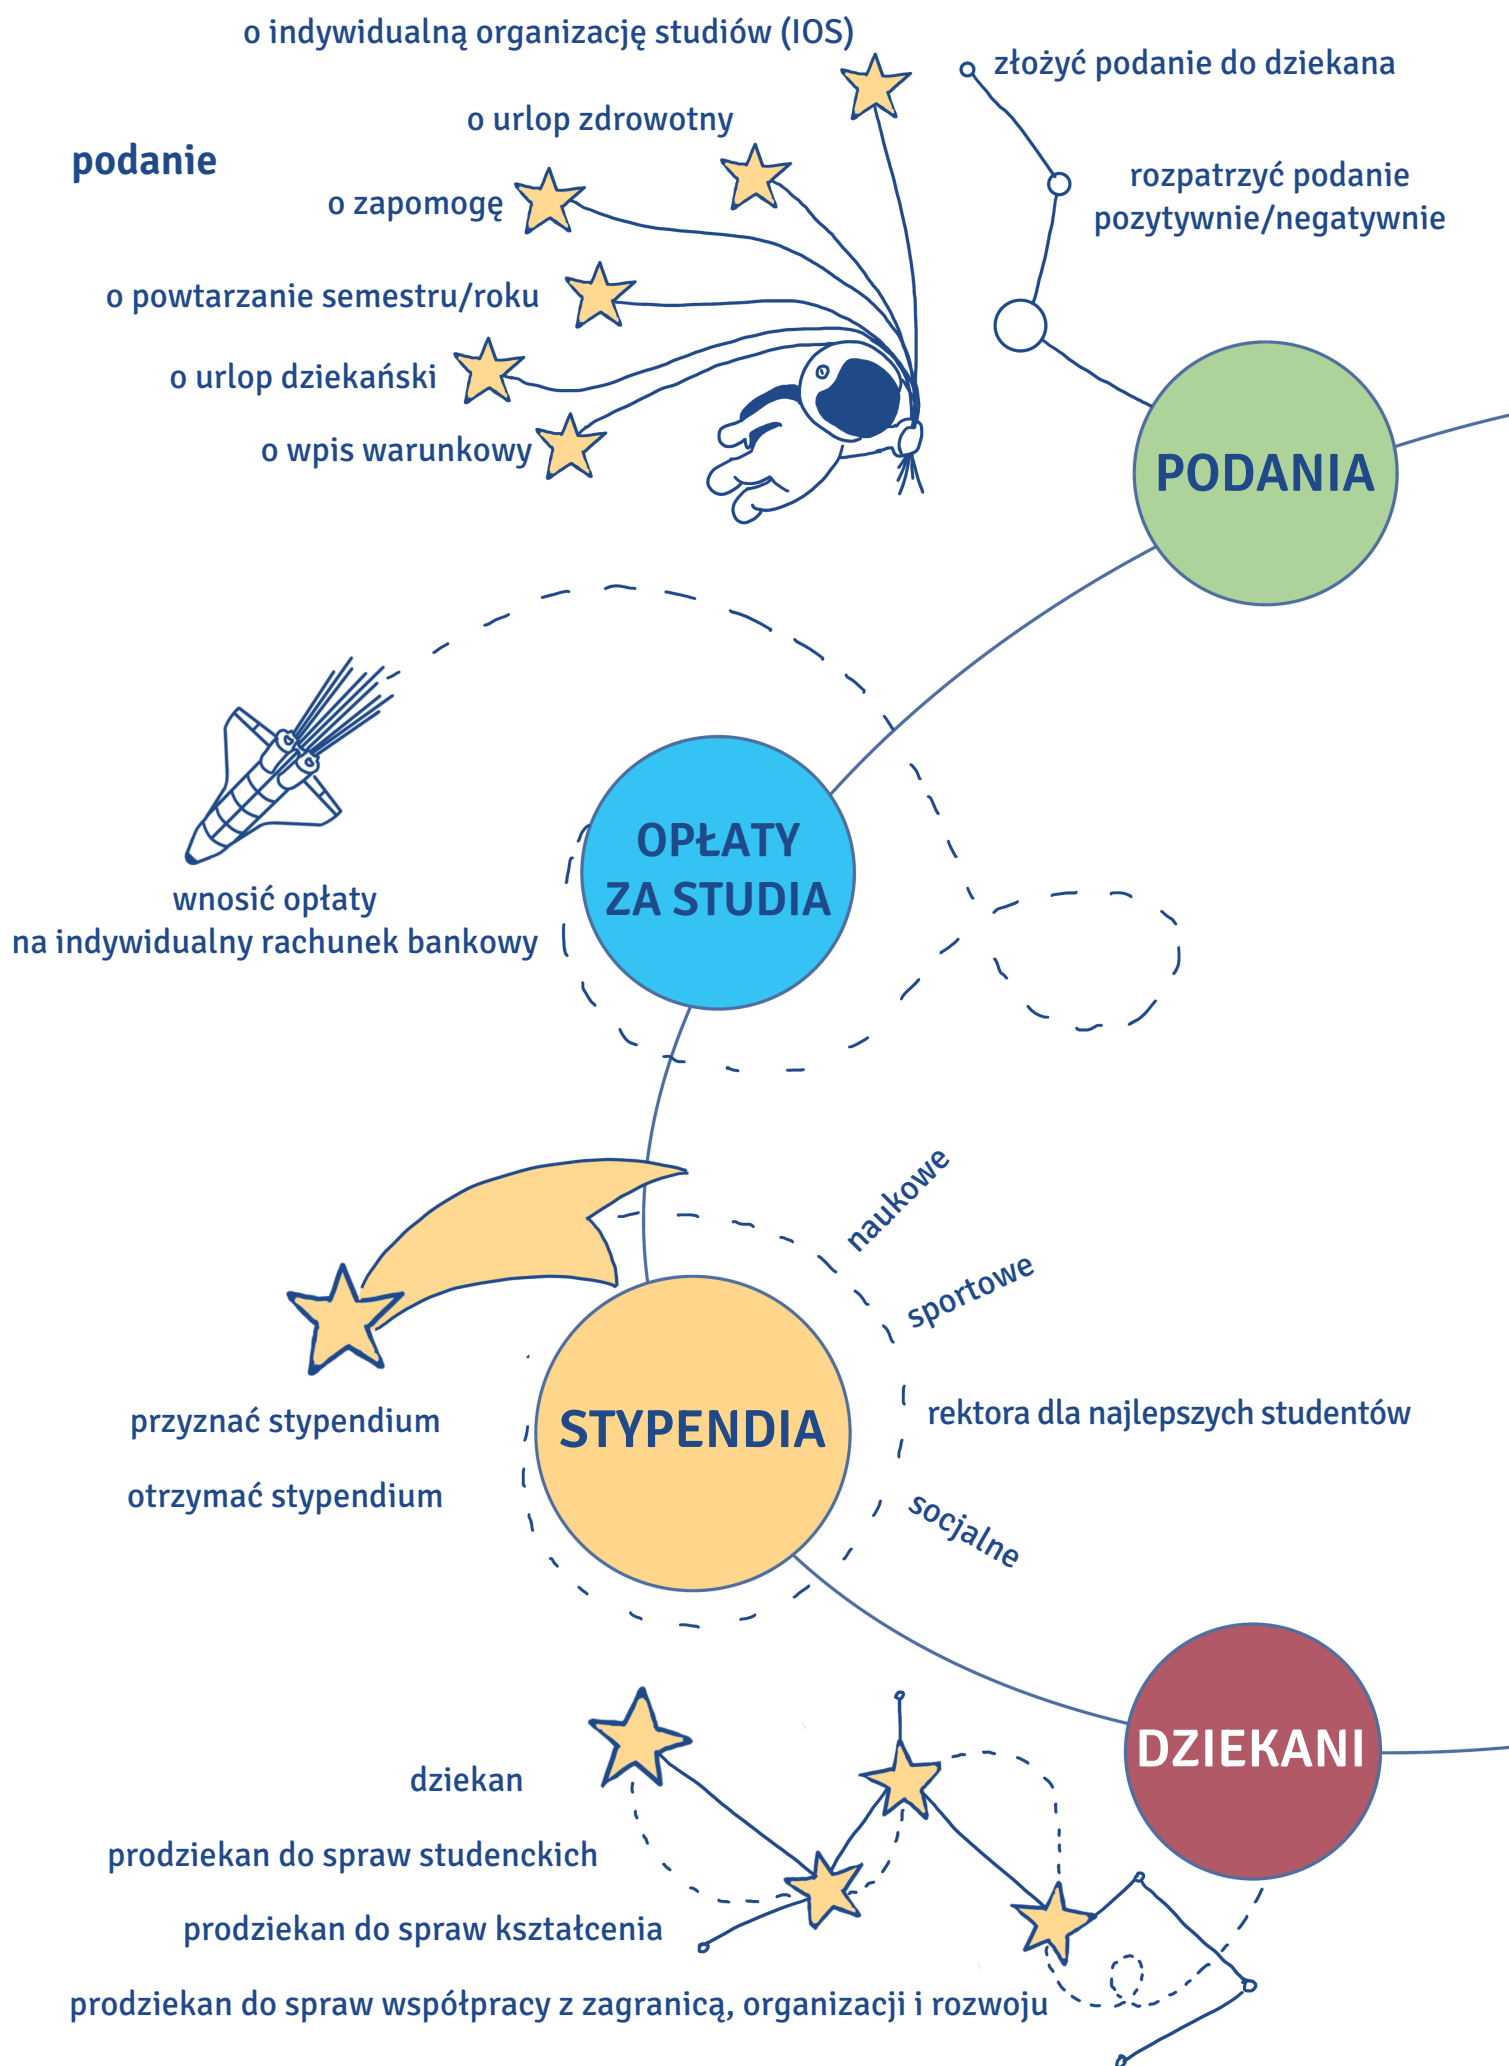 o indywidualną organizację studiów (IOS)
złożyć podanie do dziekana
o urlop zdrowotny
podanie
rozpatrzyć podanie
pozytywnie/negatywnie
o zapomogę
o powtarzanie semestru/roku
o urlop dziekański
o wpis warunkowy
PODANIA
OPŁATY
ZA STUDIA
wnosić opłaty
na indywidualny rachunek bankowy
naukowe
sportowe
rektora dla najlepszych studentów
socjalne
STYPENDIA
przyznać stypendium
otrzymać stypendium
DZIEKANI
dziekan
prodziekan do spraw studenckich
prodziekan do spraw kształcenia
prodziekan do spraw współpracy z zagranicą, organizacji i rozwoju